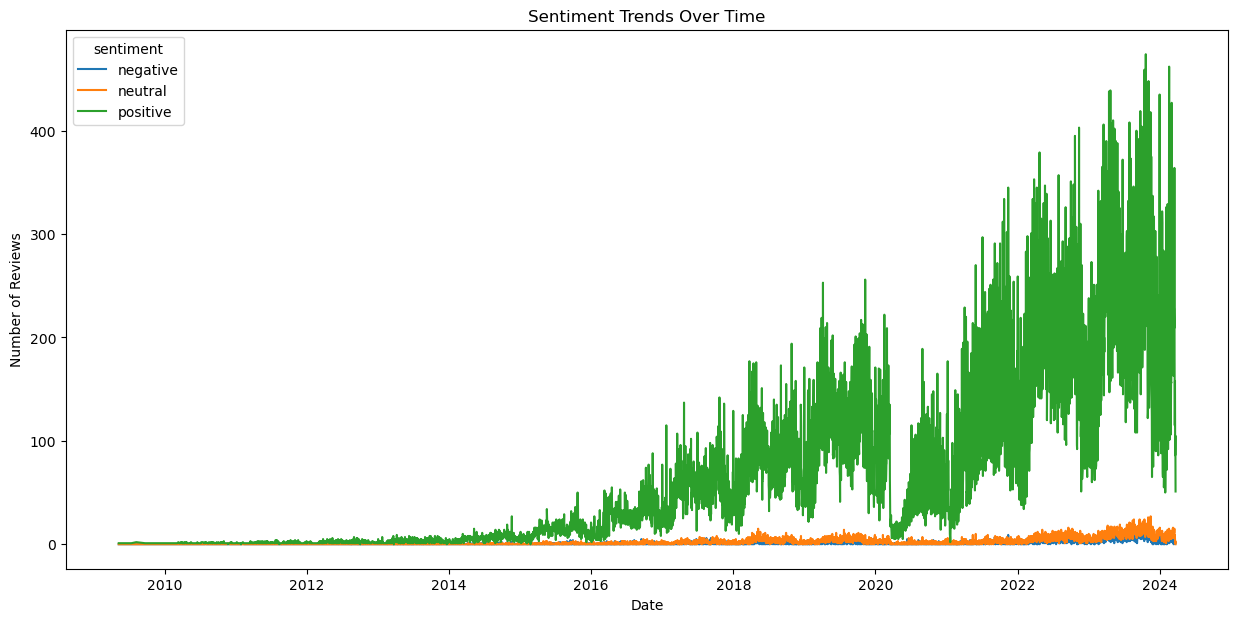 Sentiment Trends Over Time
sentiment
negative
neutral
positive
Number of Reviews
400
300
200
100
0
2010 2012 2014 2016 2018 2020 2022 2024
Date